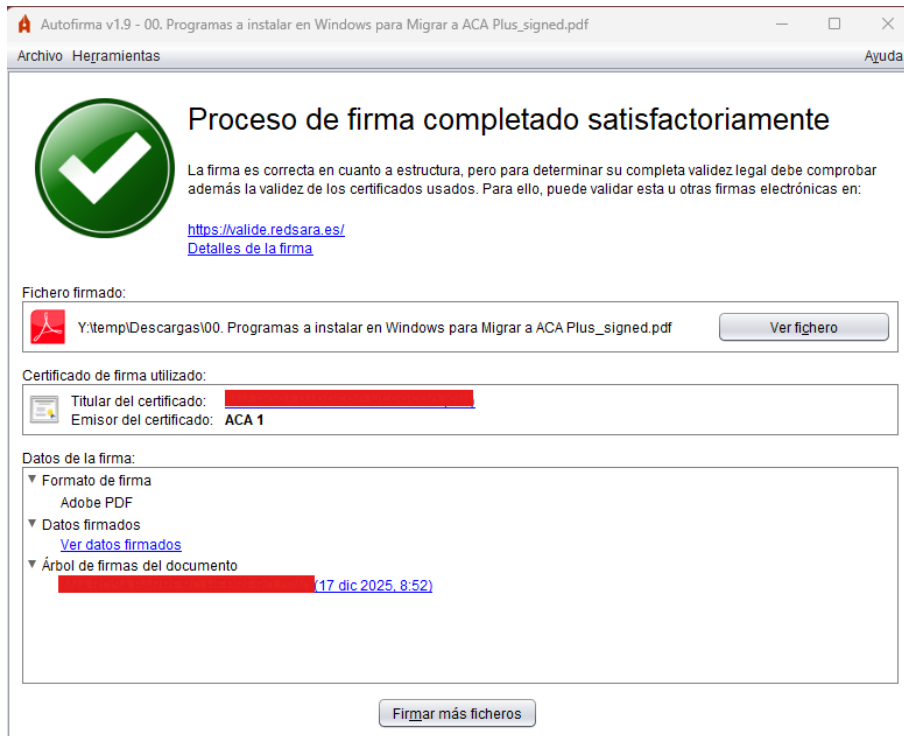 Autofirma v1.9 - 00. Programas a instalar en Windows para Migrar a ACA Plus_signed.pdf
Archivo Herramientas Ayuda
Proceso de firma completado satisfactoriamente
La firma es correcta en cuanto a estructura, pero para determinar su completa validez legal debe comprobar
además la validez de los certificados usados. Para ello, puede validar esta u otras firmas electrónicas en:
https://valide.redsara.es/
Detalles de la firma
Fichero firmado:
Y:\temp\Descargas\00. Programas a instalar en Windows para Migrar a ACA Plus_signed.pdf Ver fichero
Certificado de firma utilizado:
Titular del certificado:
Emisor del certificado: ACA 1
Datos de la firma:
Formato de firma
Adobe PDF
Datos firmados
Ver datos firmados
Árbol de firmas del documento
(17 dic 2025, 8:52)
Firmar más ficheros